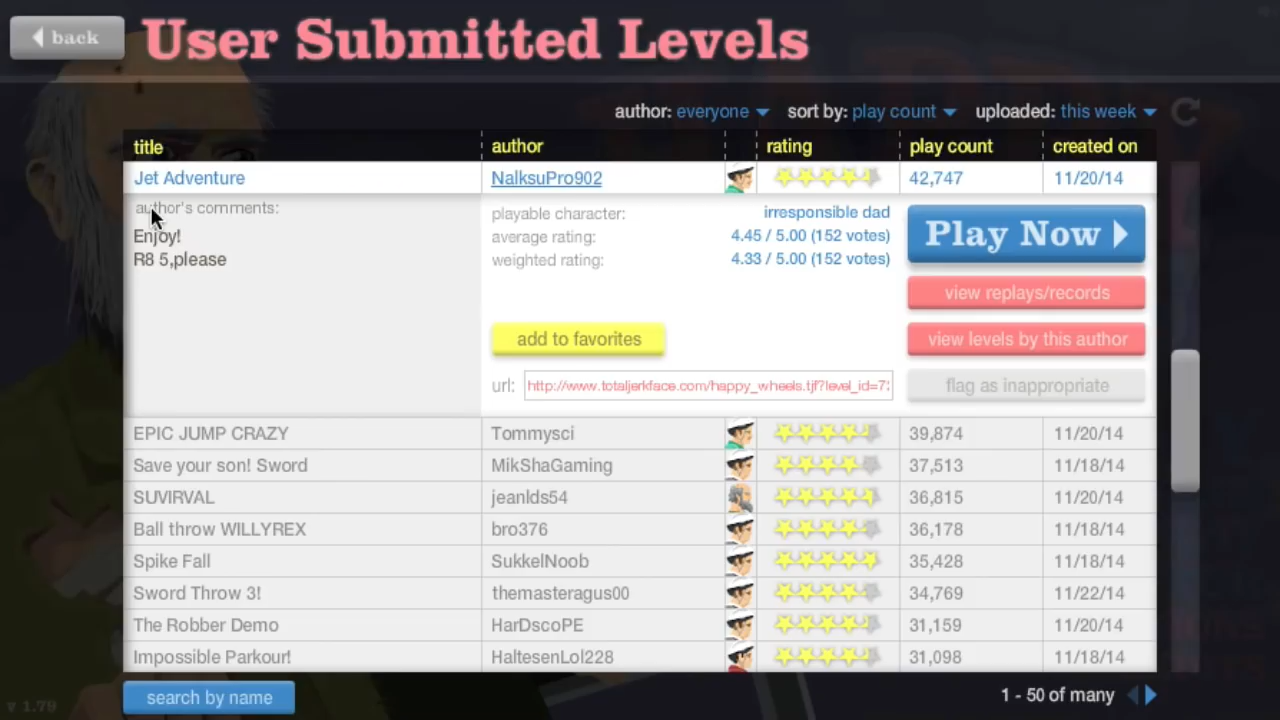 back
User Submitted Levels
author: everyone sort by: play count uploaded: this week
title author rating play count created on
Jet Adventure NalksuPro902 42,747 11/20/14
author's comments:
Enjoy!
R8 5,please
playable character: irresponsible dad
average rating: 4.45 / 5.00 (152 votes)
weighted rating: 4.33 / 5.00 (152 votes)
Play Now
view replays/records
add to favorites
view levels by this author
url: http://www.totaljerkface.com/happy_wheels.tjf?level_id=7
flag as inappropriate
EPIC JUMP CRAZY Tommysci 39,874 11/20/14
Save your son! Sword MikShaGaming 37,513 11/18/14
SUVIRVAL jeanlds54 36,815 11/20/14
Ball throw WILLYREX bro376 36,178 11/18/14
Spike Fall SukkelNoob 35,428 11/18/14
Sword Throw 3! themasteragus00 34,769 11/22/14
The Robber Demo HarDscoPE 31,159 11/20/14
Impossible Parkour! HaltesenLol228 31,098 11/18/14
search by name
1 - 50 of many
v 1.79